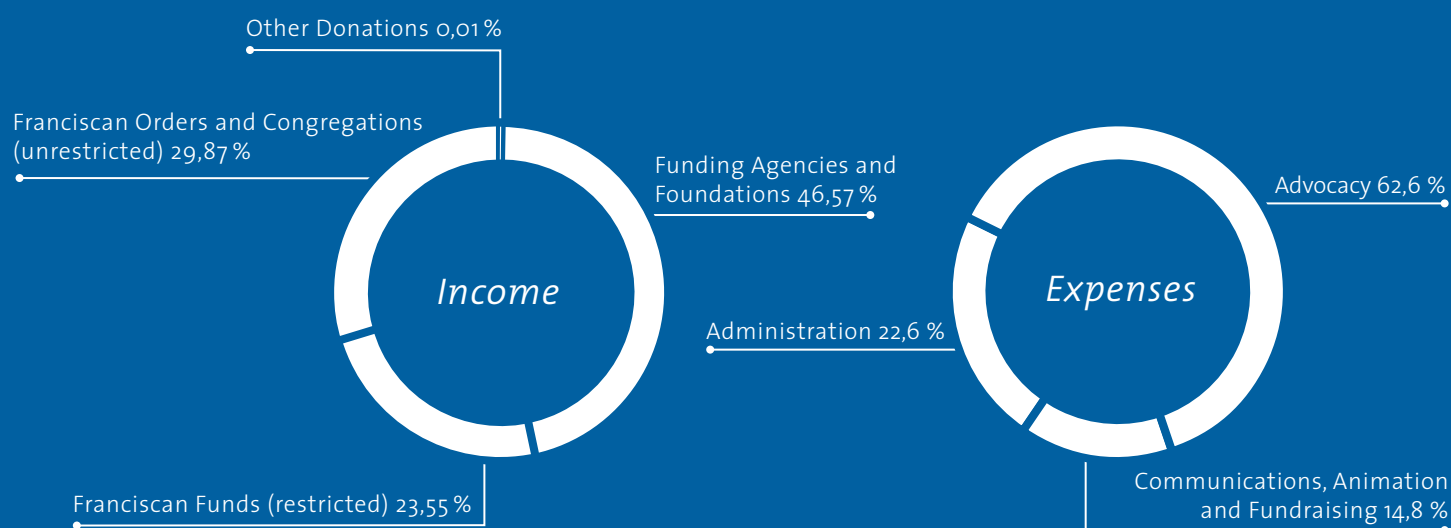 Other Donations 0,01 %
Franciscan Orders and Congregations
(unrestricted) 29,87 %
Funding Agencies and
Foundations 46,57 %
Income
Franciscan Funds (restricted) 23,55 %
Advocacy 62,6 %
Expenses
Administration 22,6 %
Communications, Animation
and Fundraising 14,8 %